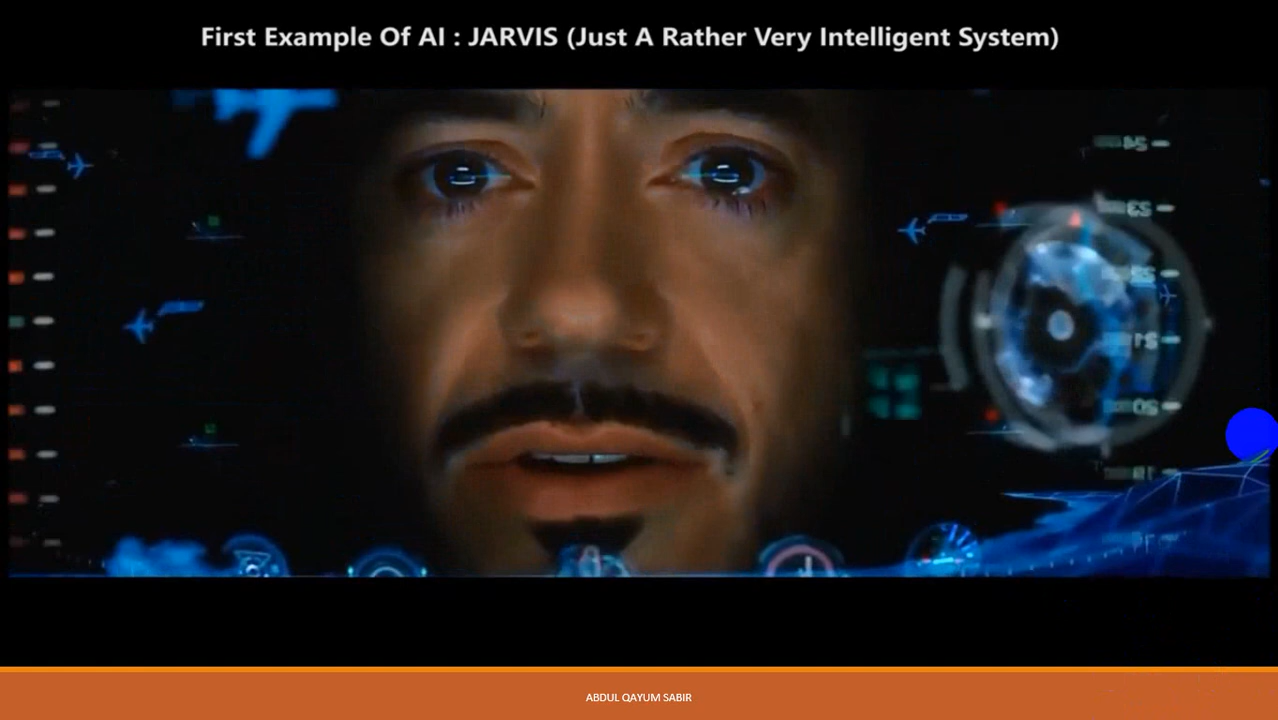 First Example Of AI : JARVIS (Just A Rather Very Intelligent System)
ABDUL QAYUM SABIR